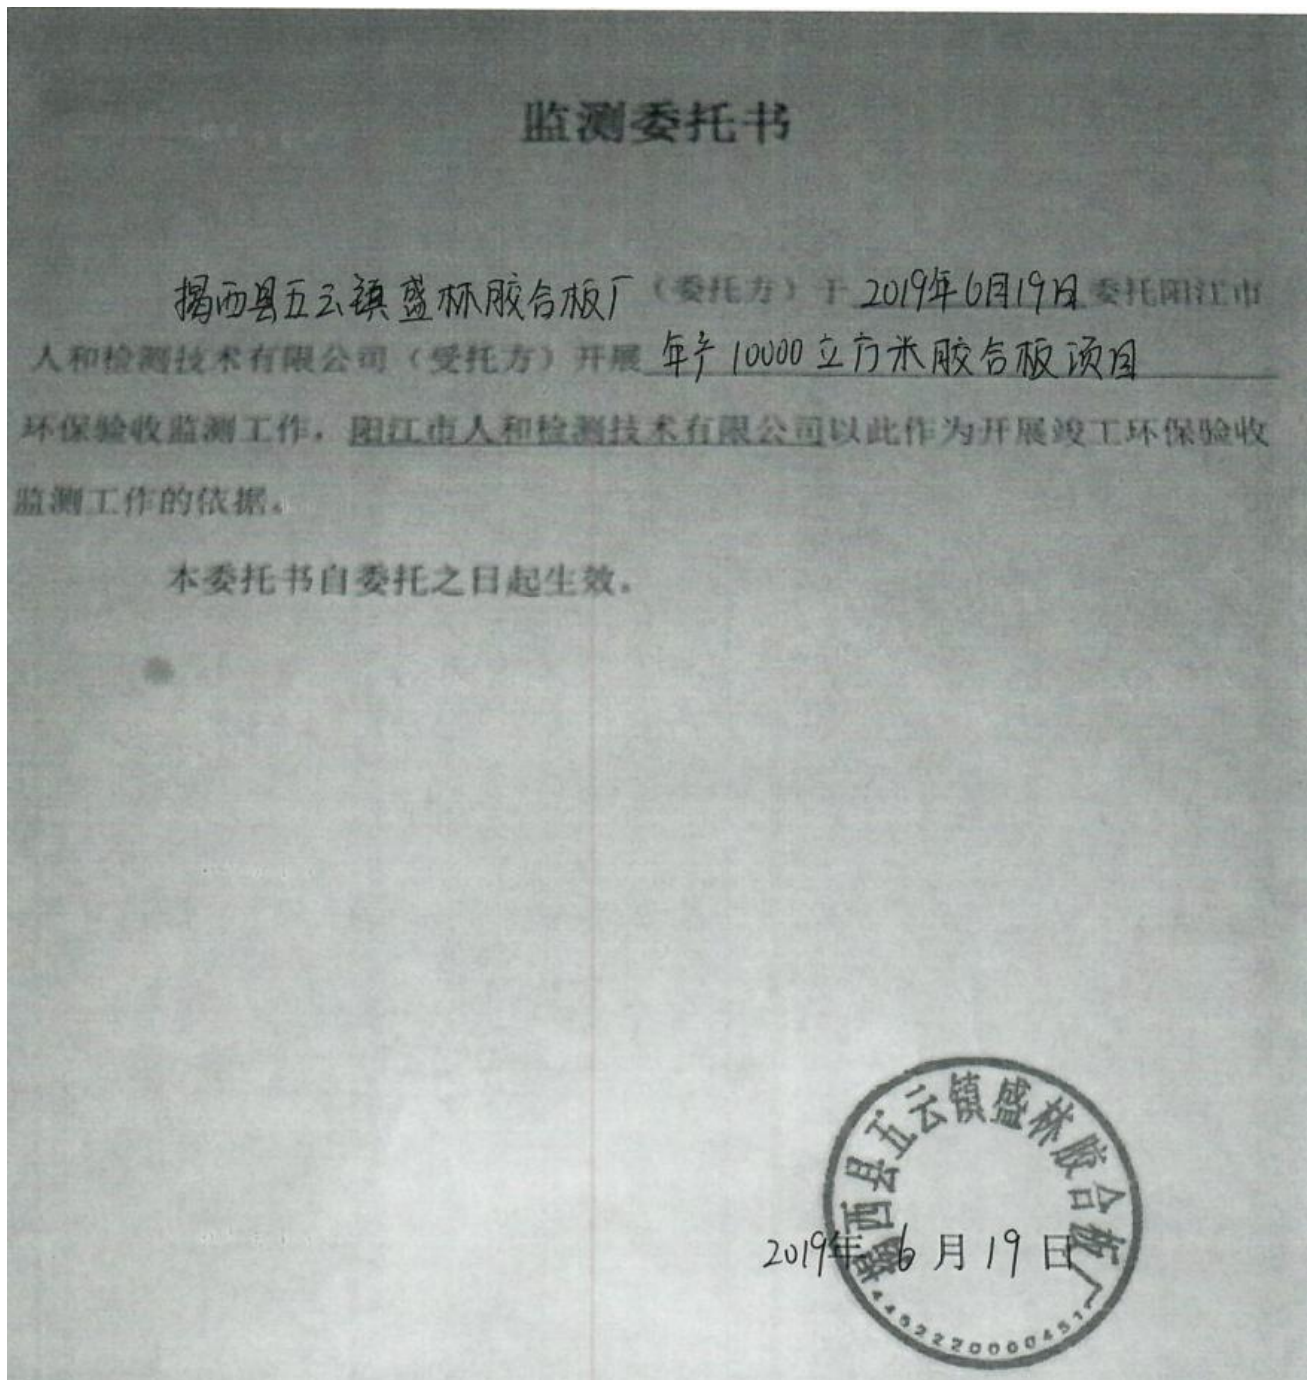 监测委托书
揭西县五云镇盛林胶合板厂（委托方）于 2019年6月19日 委托阳江市
人和检测技术有限公司（受托方）开展 年产10000立方米胶合板项目
环保验收监测工作，阳江市人和检测技术有限公司以此作为开展竣工环保验收
监测工作的依据。
本委托书自委托之日起生效。
揭西县五云镇盛林胶合板厂
2019年 6 月 19 日